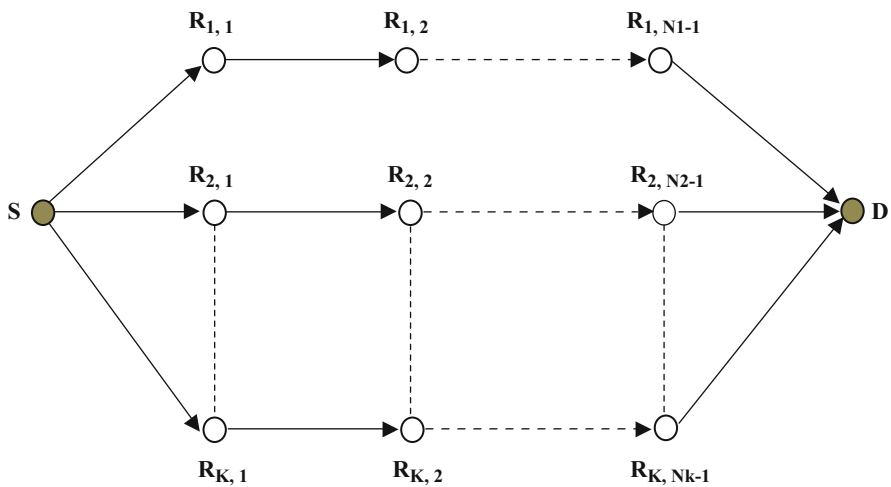 R1, 1 R1, 2 R1, N1-1
R2, 1 R2, 2 R2, N2-1
S D
RK, 1 RK, 2 RK, Nk-1